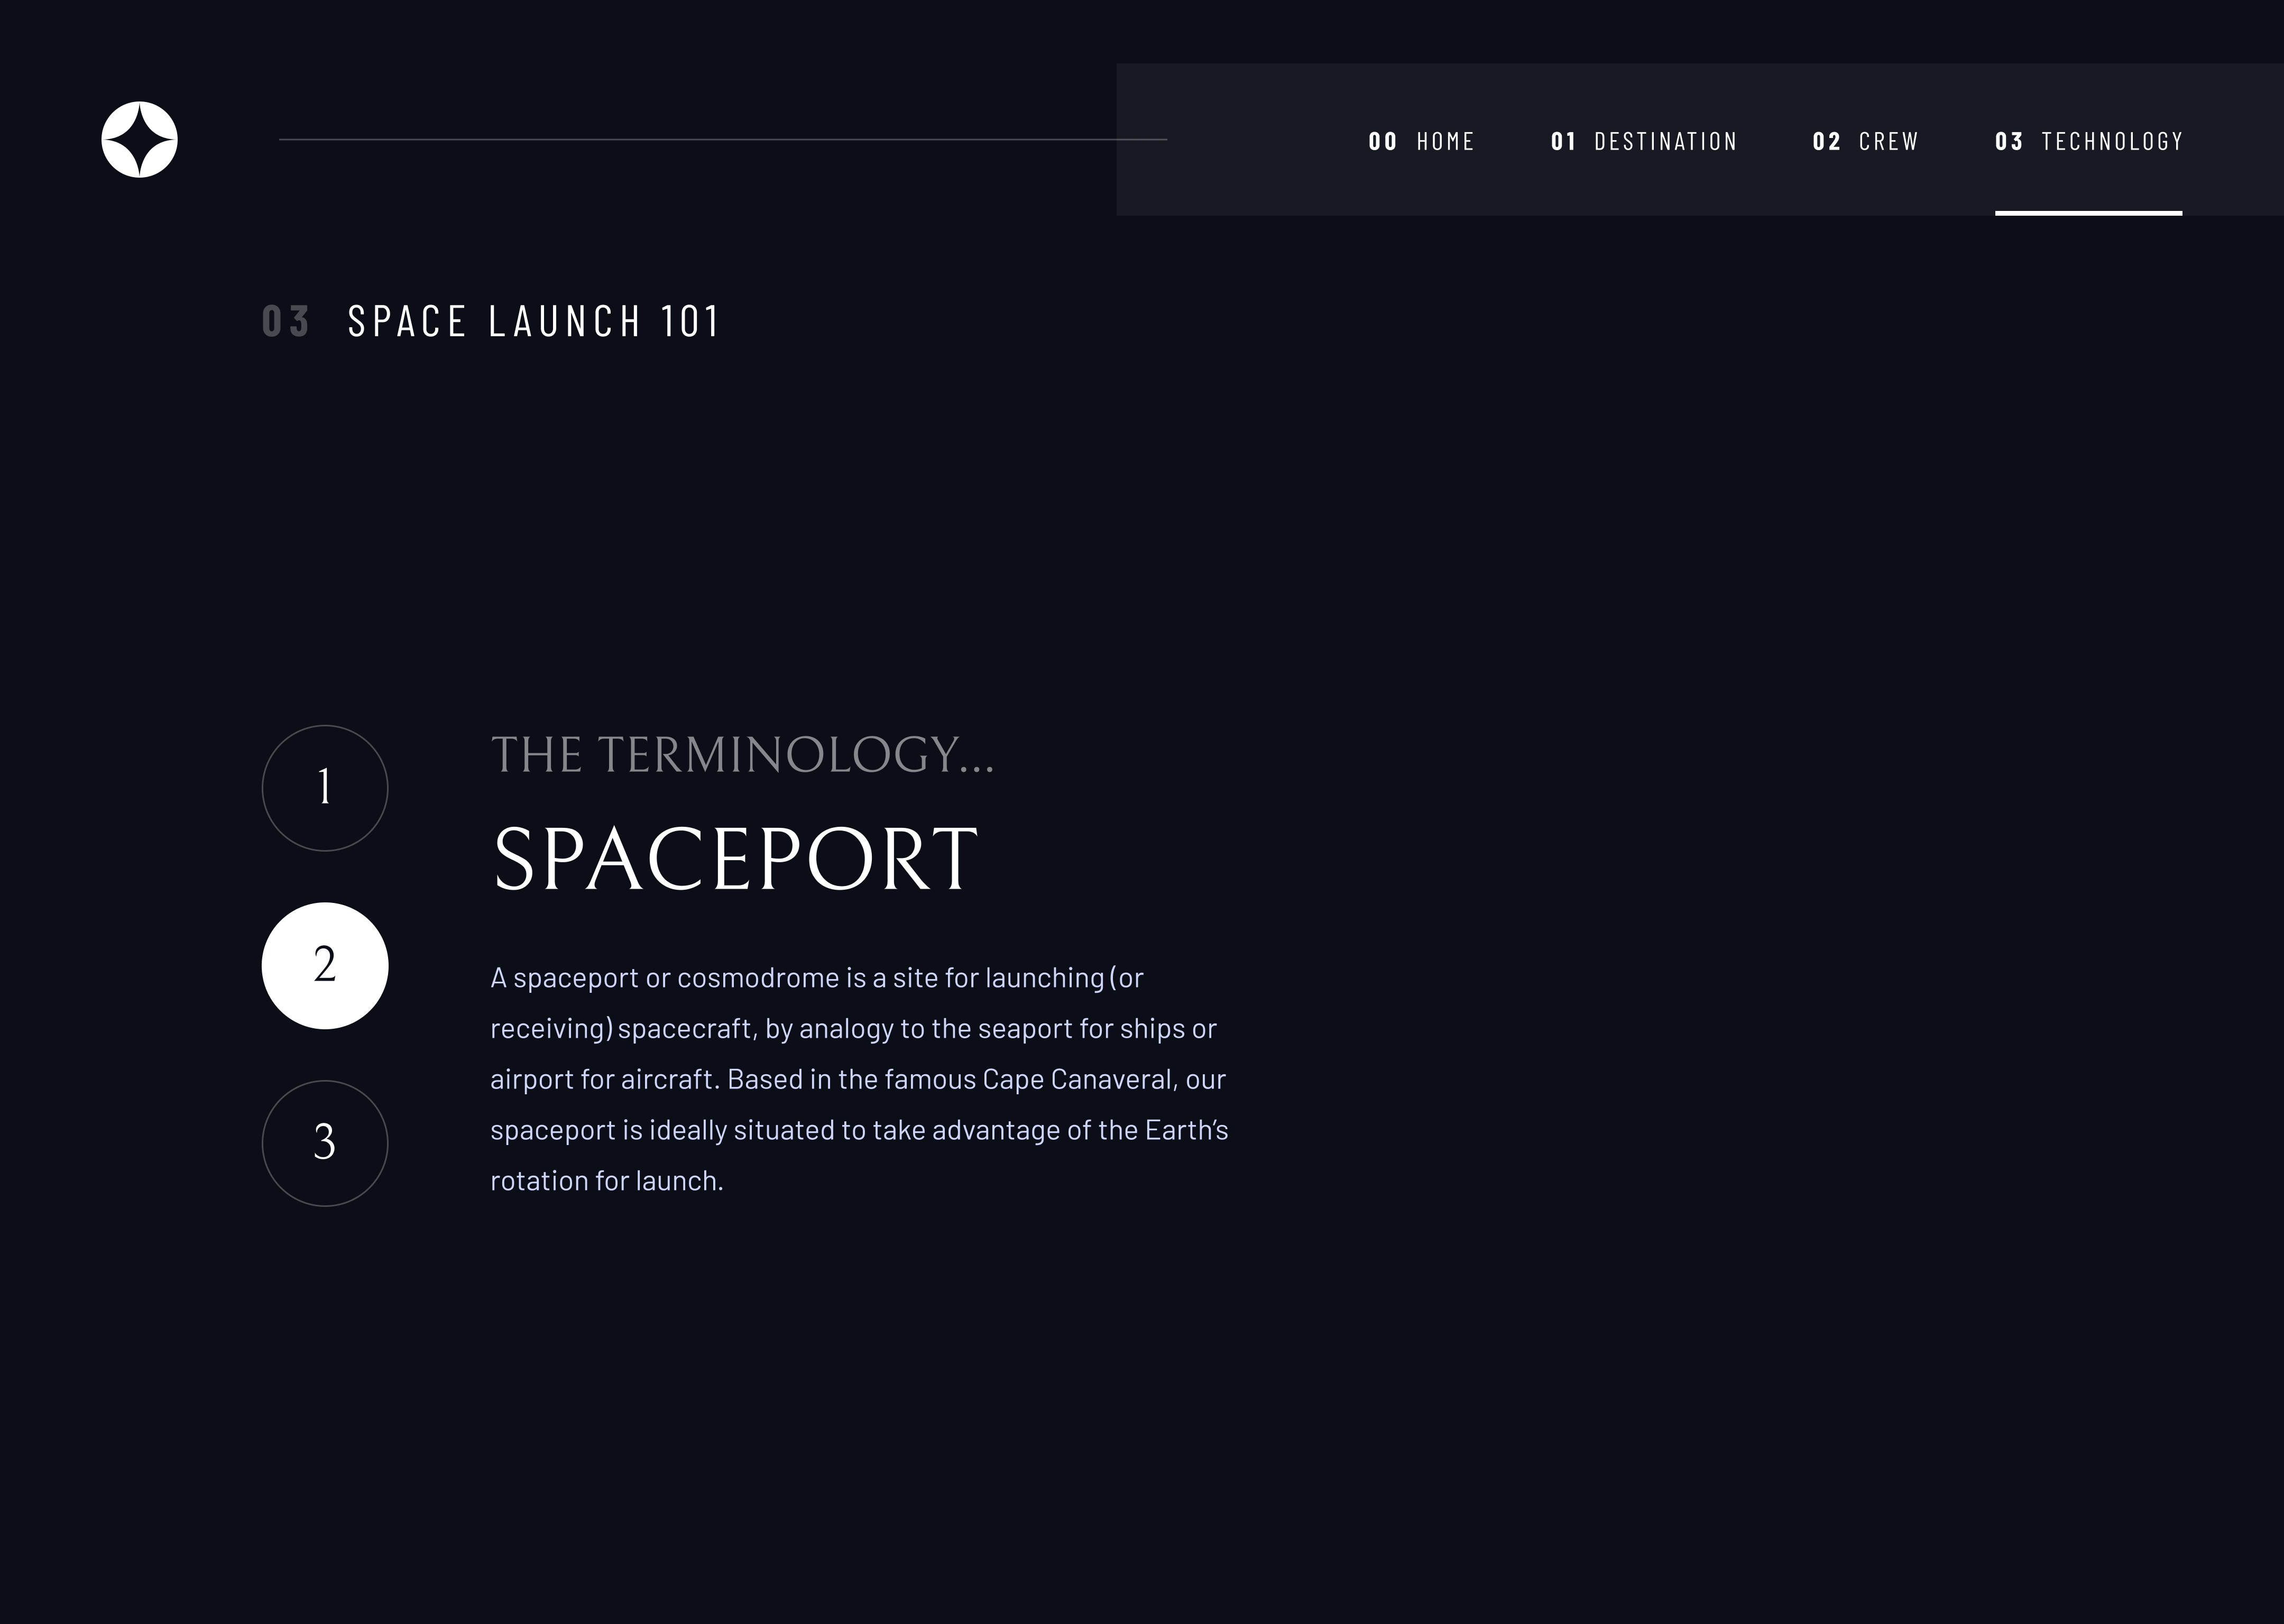 00 HOME 01 DESTINATION 02 CREW 03 TECHNOLOGY
03 SPACE LAUNCH 101
1
2
3
THE TERMINOLOGY...
SPACEPORT
A spaceport or cosmodrome is a site for launching (or
receiving) spacecraft, by analogy to the seaport for ships or
airport for aircraft. Based in the famous Cape Canaveral, our
spaceport is ideally situated to take advantage of the Earth’s
rotation for launch.